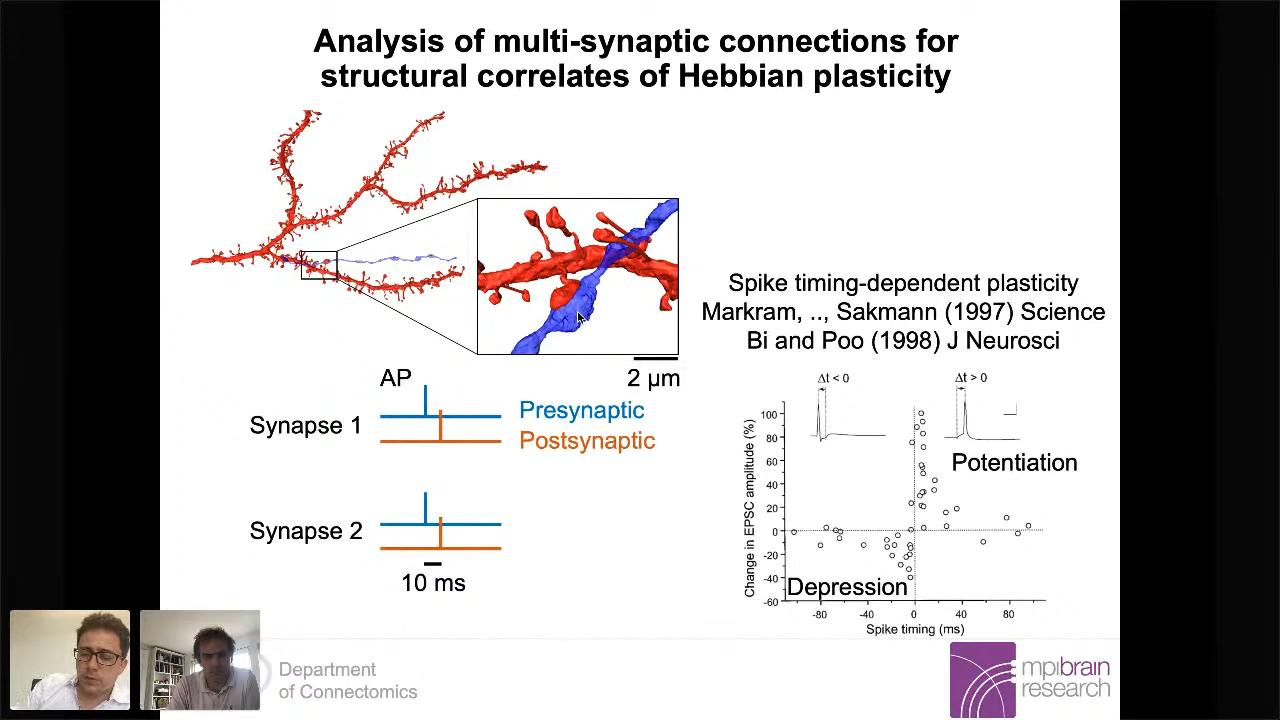 Analysis of multi-synaptic connections for
structural correlates of Hebbian plasticity
2 µm
AP
Synapse 1
Presynaptic
Postsynaptic
Synapse 2
10 ms
Spike timing-dependent plasticity
Markram, .., Sakmann (1997) Science
Bi and Poo (1998) J Neurosci
Δt < 0
Δt > 0
Potentiation
Depression
Change in EPSC amplitude (%)
100
80
60
40
20
0
-20
-40
-60
-80
-40
0
40
80
Spike timing (ms)
Department
of Connectomics
mpibrain
research